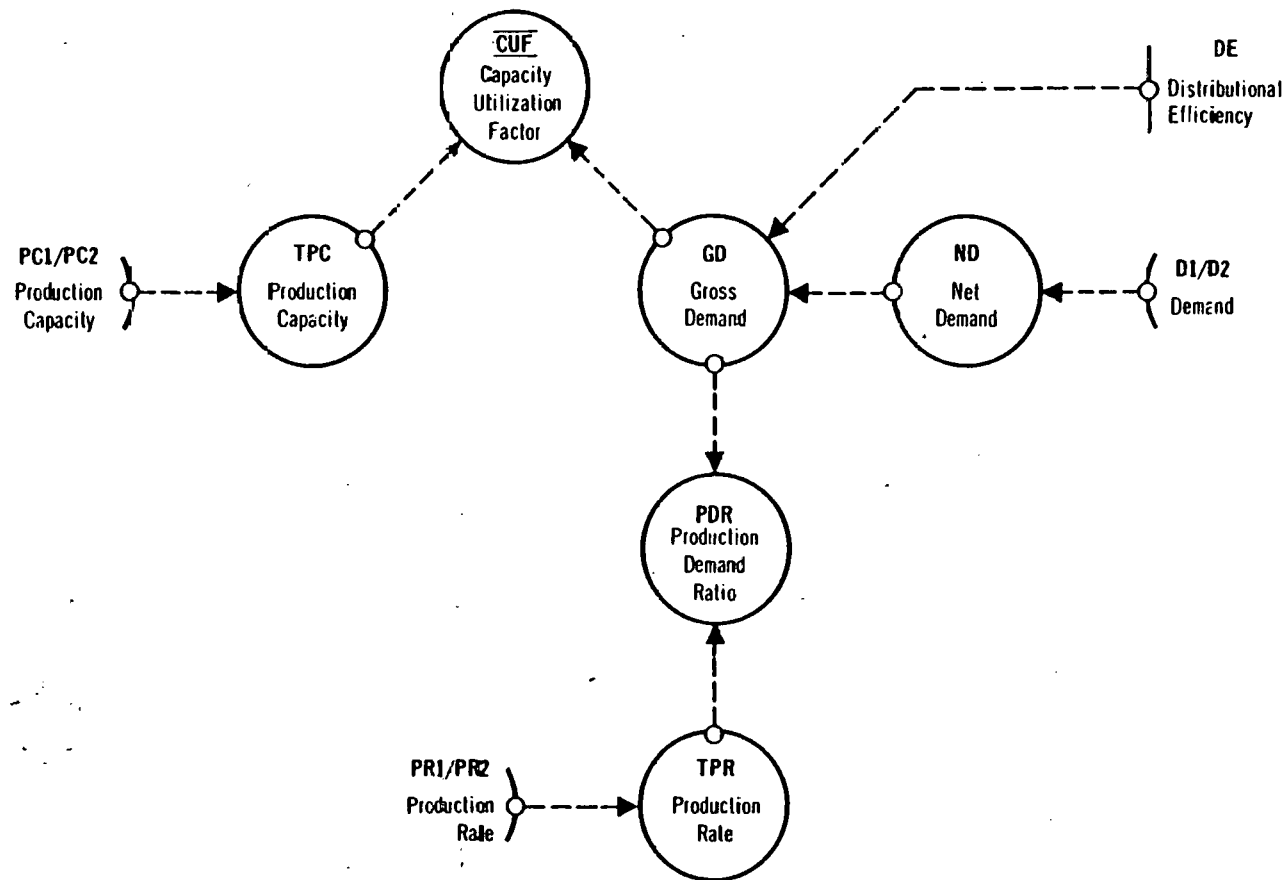 CUF
Capacity
Utilization
Factor
DE
Distributional
Efficiency
PC1/PC2
Production
Capacity
TPC
Production
Capacity
GD
Gross
Demand
ND
Net
Demand
D1/D2
Demand
PDR
Production
Demand
Ratio
PR1/PR2
Production
Rate
TPR
Production
Rate